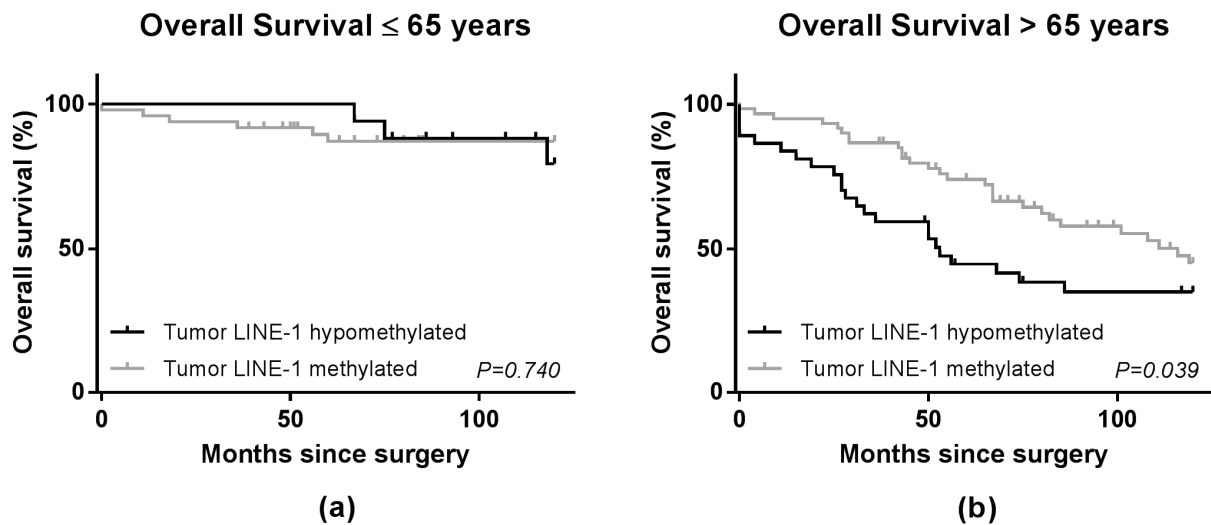 Overall Survival ≤ 65 years
Overall survival (%)
100
50
0
Tumor LINE-1 hypomethylated
Tumor LINE-1 methylated
P=0.740
0 50 100
Months since surgery
(a)
Overall Survival > 65 years
Overall survival (%)
100
50
0
Tumor LINE-1 hypomethylated
Tumor LINE-1 methylated
P=0.039
0 50 100
Months since surgery
(b)